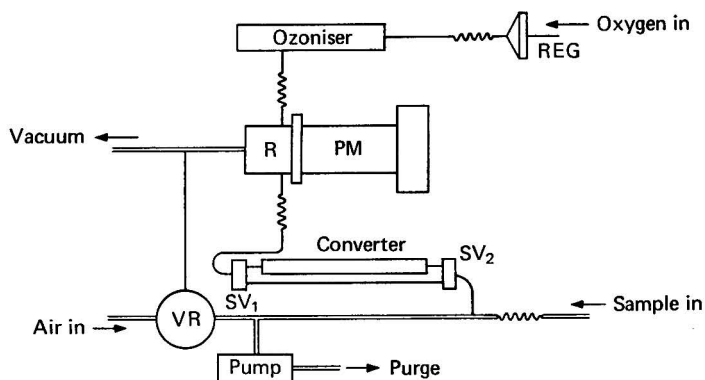 Ozoniser
Oxygen in
REG
Vacuum
R
PM
Converter
SV₂
SV₁
Sample in
Air in
VR
Pump
Purge